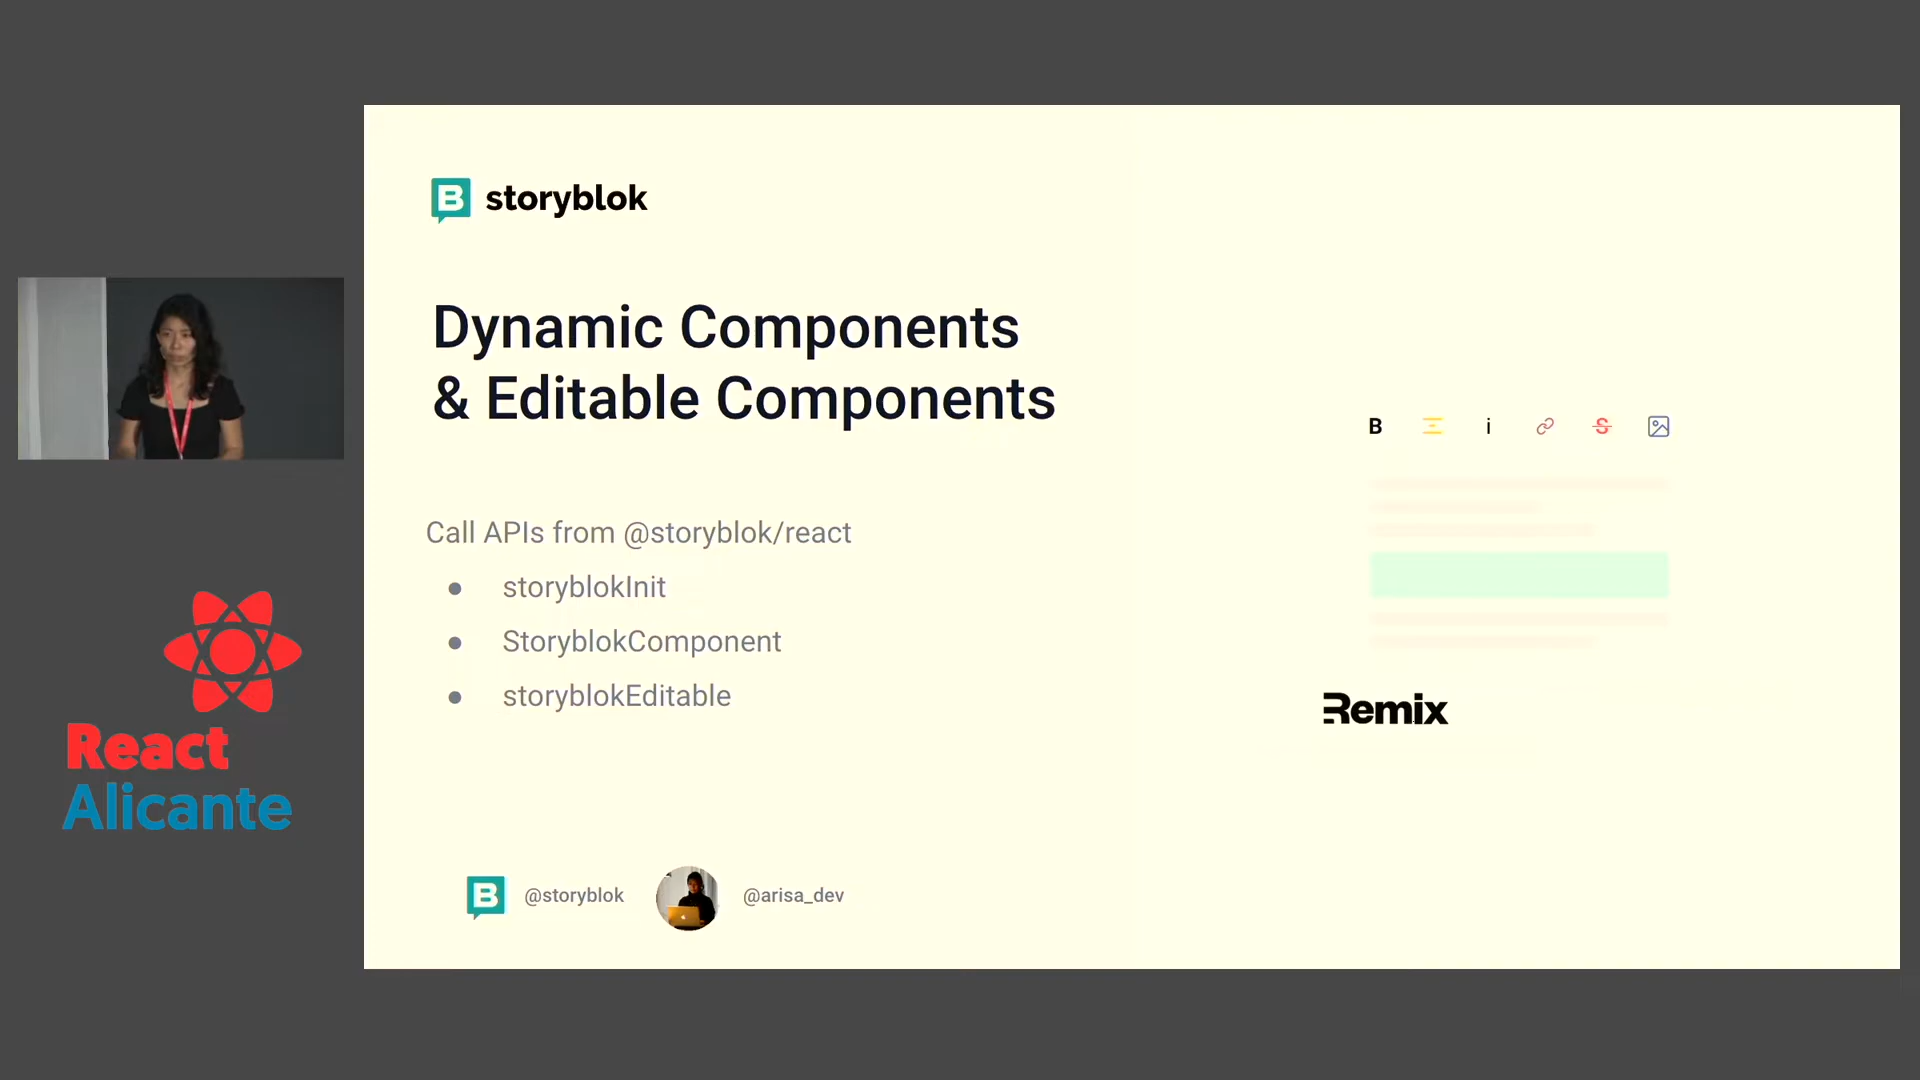 storyblok
Dynamic Components
& Editable Components
B i S
Call APIs from @storyblok/react
● storyblokInit
● StoryblokComponent
● storyblokEditable
Remix
React
Alicante
B @storyblok @arisa_dev